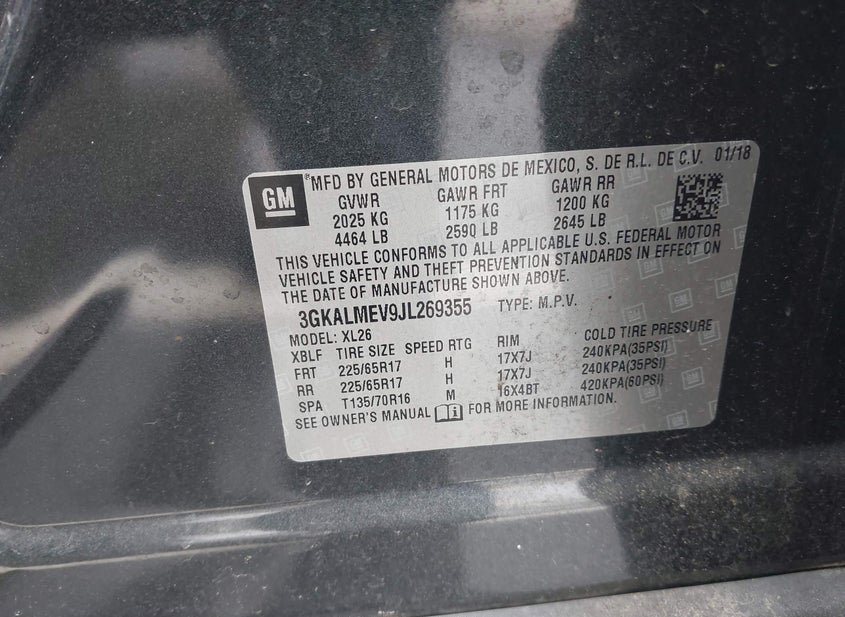 GM ®MFD BY GENERAL MOTORS DE MEXICO, S. DE R.L. DE C.V. 01/18
GVWR GAWR FRT GAWR RR
2025 KG 1175 KG 1200 KG
4464 LB 2590 LB 2645 LB
THIS VEHICLE CONFORMS TO ALL APPLICABLE U.S. FEDERAL MOTOR
VEHICLE SAFETY AND THEFT PREVENTION STANDARDS IN EFFECT ON
THE DATE OF MANUFACTURE SHOWN ABOVE.
3GKALMEV9JL269355 TYPE: M.P.V.
MODEL: XL26
XBLF TIRE SIZE SPEED RTG RIM COLD TIRE PRESSURE
FRT 225/65R17 H 17X7J 240KPA(35PSI)
RR 225/65R17 H 17X7J 240KPA(35PSI)
SPA T135/70R16 M 16X4BT 420KPA(60PSI)
SEE OWNER'S MANUAL FOR MORE INFORMATION.